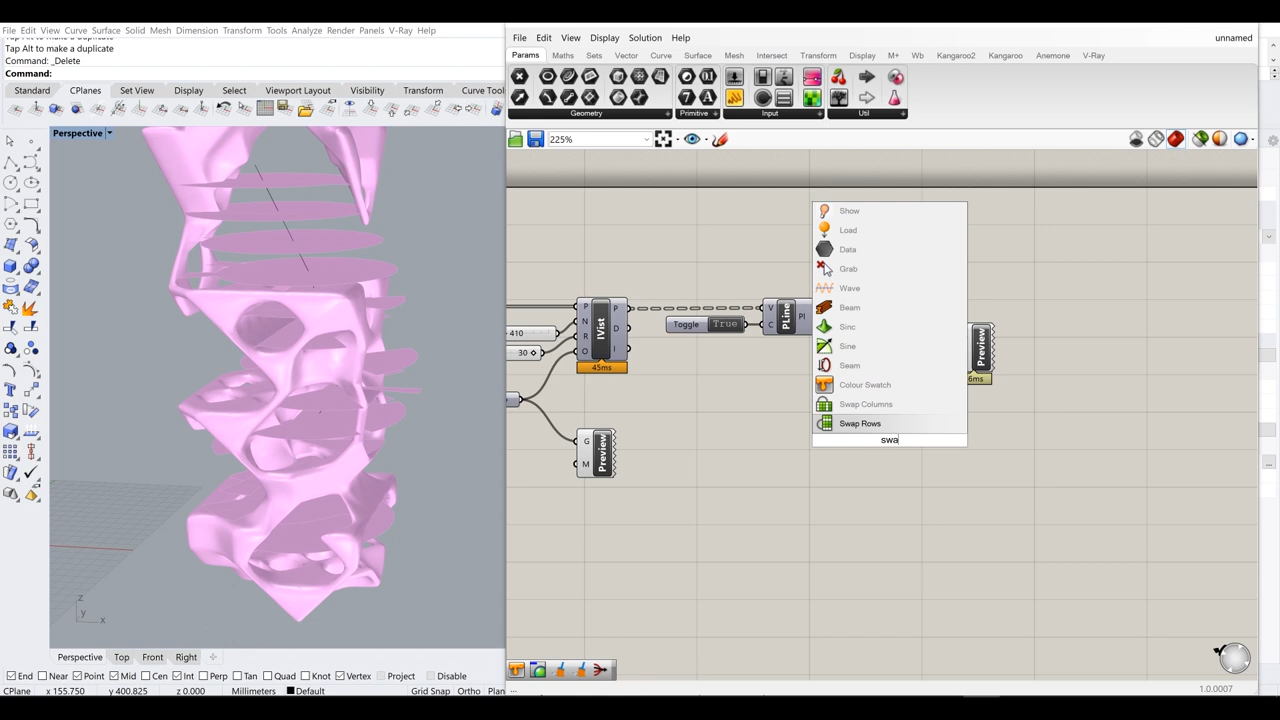 File Edit View Curve Surface Solid Mesh Dimension Transform Tools Analyze Render Panels V-Ray Help
Tap Alt to make a duplicate
Command: _Delete
Command:
Standard CPlanes Set View Display Select Viewport Layout Visibility Transform Curve Tool
Perspective
z
y
x
Perspective Top Front Right
End Near Point Mid Cen Int Perp Tan Quad Knot Vertex Project Disable
CPlane x 155.750 y 400.825 z 0.000 Millimeters Default Grid Snap Ortho Plan
File Edit View Display Solution Help
unnamed
Params Maths Sets Vector Curve Surface Mesh Intersect Transform Display M+ Wb Kangaroo2 Kangaroo Anemone V-Ray
Geometry Primitive Input Util
225%
410
30
P
N
R
O
IVist
P
D
I
45ms
Toggle True
V
C
PLine
Pl
G
M
Preview
Preview
6ms
Show
Load
Data
Grab
Wave
Beam
Sinc
Sine
Seam
Colour Swatch
Swap Columns
Swap Rows
swa
...
1.0.0007